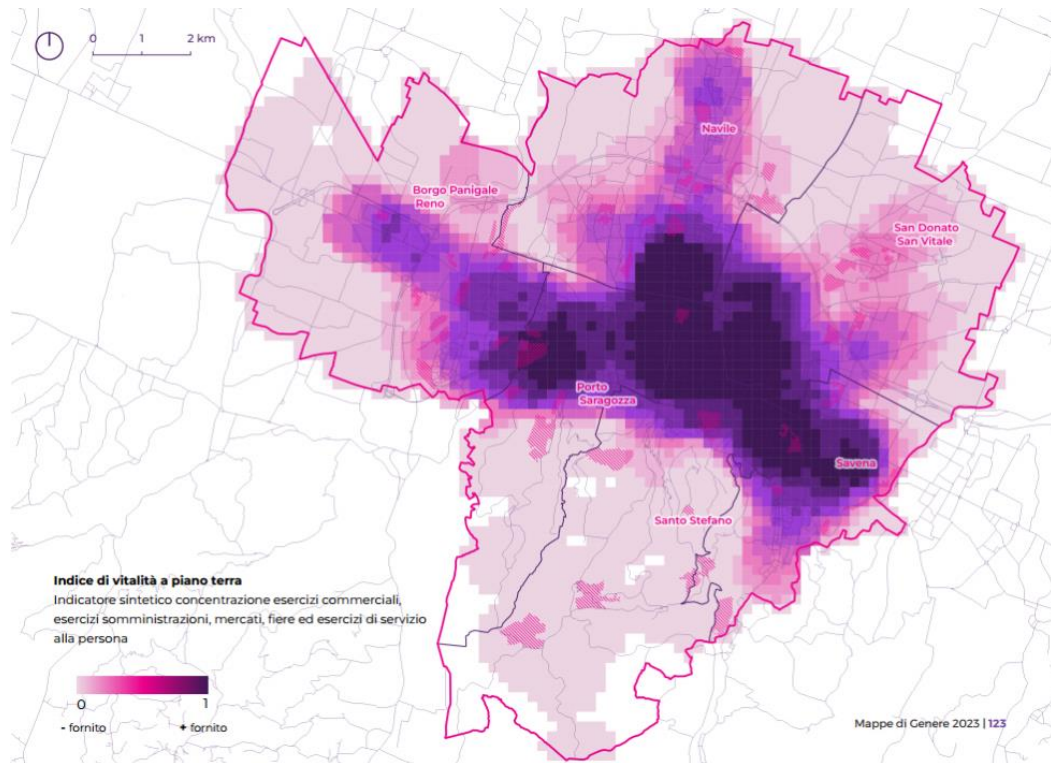 0 1 2 km
Navile
Borgo Panigale
Reno
San Donato
San Vitale
Porto
Saragozza
Savena
Santo Stefano
Indice di vitalità a piano terra
Indicatore sintetico concentrazione esercizi commerciali,
esercizi somministrazioni, mercati, fiere ed esercizi di servizio
alla persona
0 1
- fornito + fornito
Mappe di Genere 2023 | 123